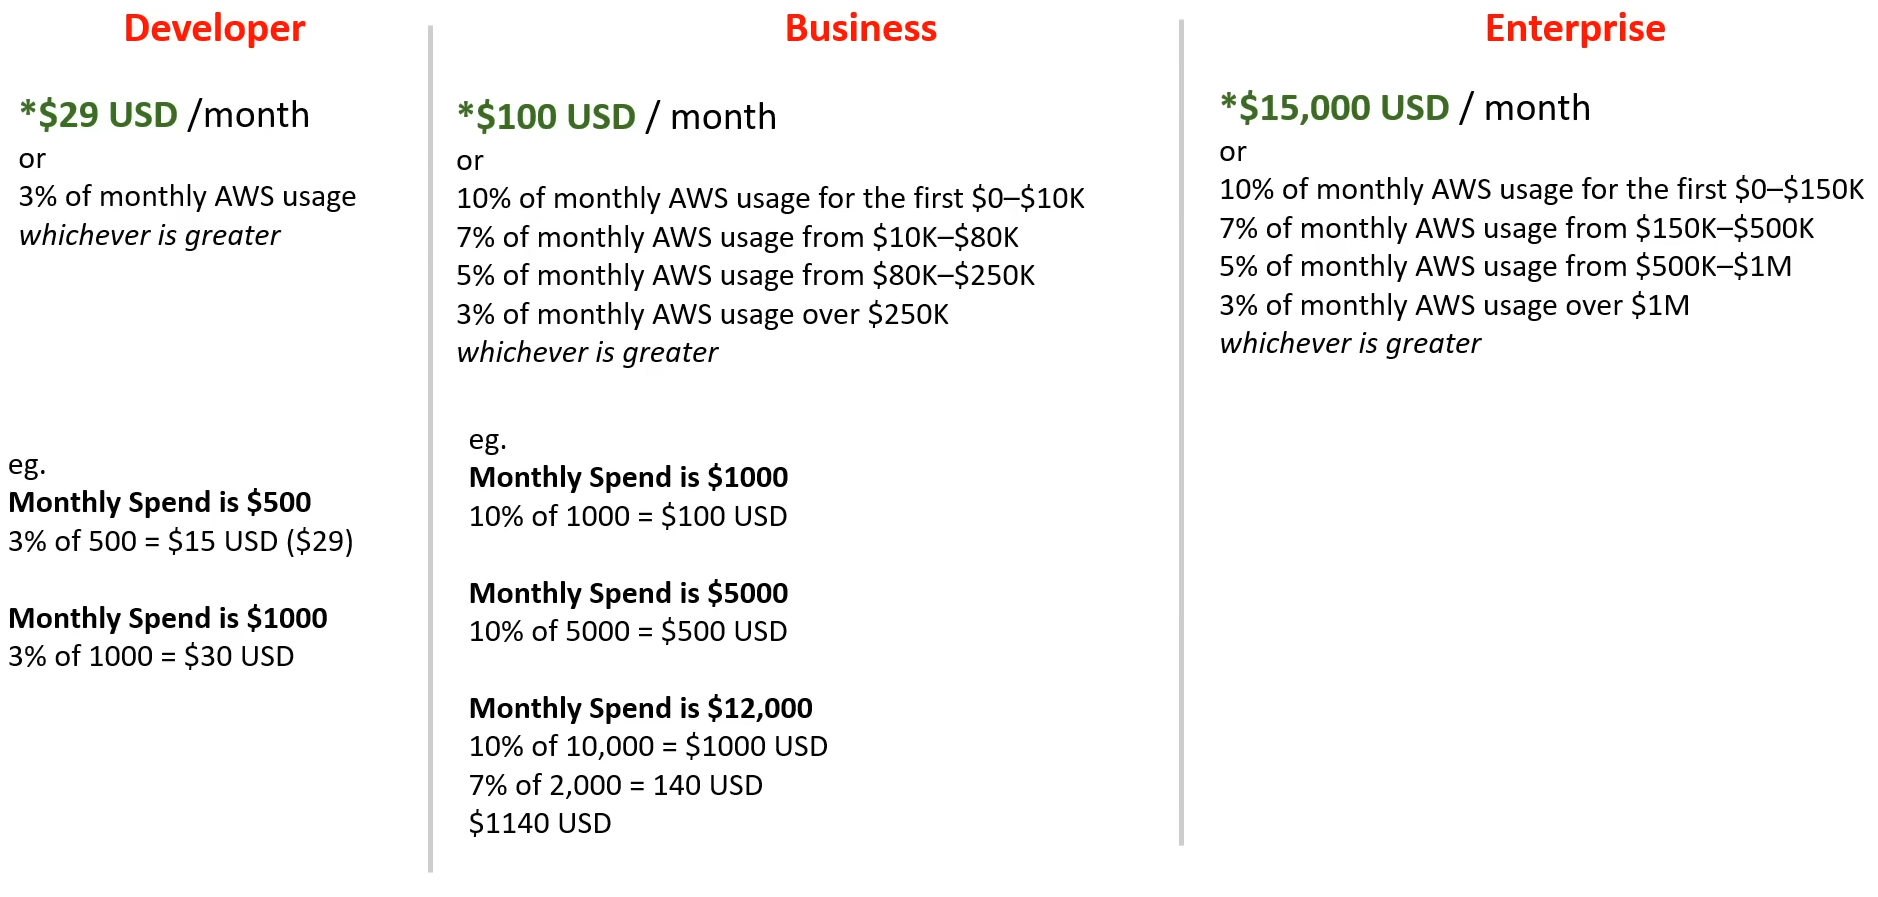 Developer
*$29 USD /month
or
3% of monthly AWS usage
whichever is greater
eg.
Monthly Spend is $500
3% of 500 = $15 USD ($29)
Monthly Spend is $1000
3% of 1000 = $30 USD
Business
*$100 USD / month
or
10% of monthly AWS usage for the first $0–$10K
7% of monthly AWS usage from $10K–$80K
5% of monthly AWS usage from $80K–$250K
3% of monthly AWS usage over $250K
whichever is greater
eg.
Monthly Spend is $1000
10% of 1000 = $100 USD
Monthly Spend is $5000
10% of 5000 = $500 USD
Monthly Spend is $12,000
10% of 10,000 = $1000 USD
7% of 2,000 = 140 USD
$1140 USD
Enterprise
*$15,000 USD / month
or
10% of monthly AWS usage for the first $0–$150K
7% of monthly AWS usage from $150K–$500K
5% of monthly AWS usage from $500K–$1M
3% of monthly AWS usage over $1M
whichever is greater